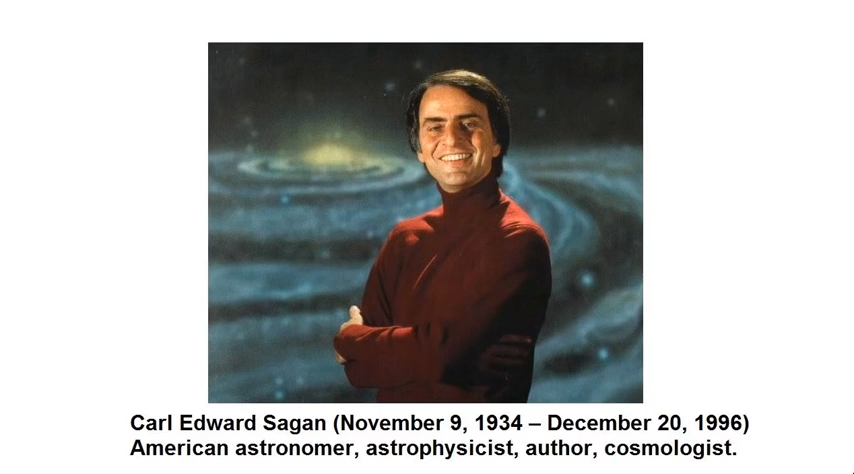 Carl Edward Sagan (November 9, 1934 – December 20, 1996)
American astronomer, astrophysicist, author, cosmologist.